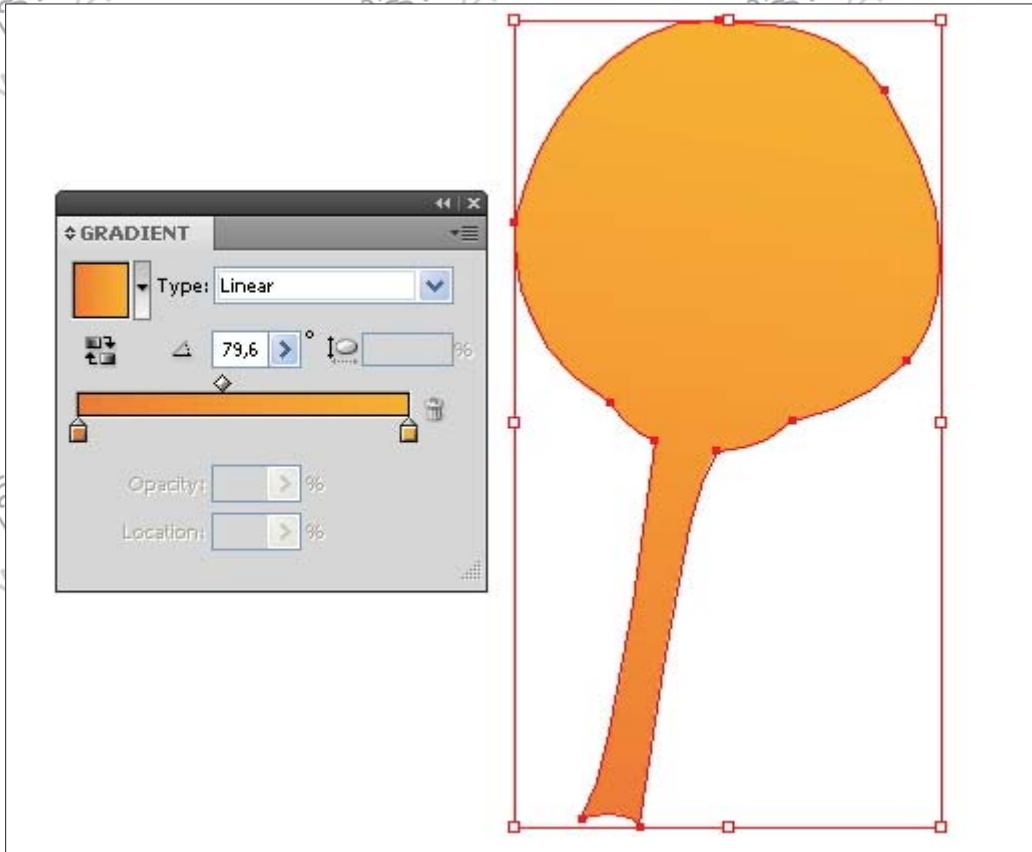 GRADIENT
Type: Linear
79,6 ° %
Opacity: %
Location: %